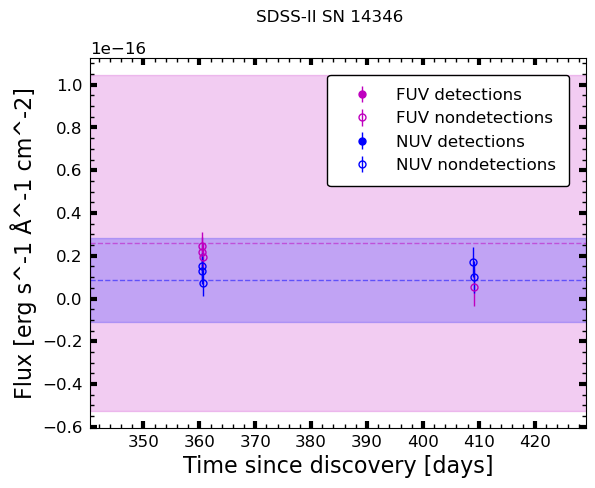 SDSS-II SN 14346
1e−16
1.0
0.8
0.6
0.4
0.2
0.0
−0.2
−0.4
−0.6
Flux [erg s^-1 Å^-1 cm^-2]
FUV detections
FUV nondetections
NUV detections
NUV nondetections
350 360 370 380 390 400 410 420
Time since discovery [days]